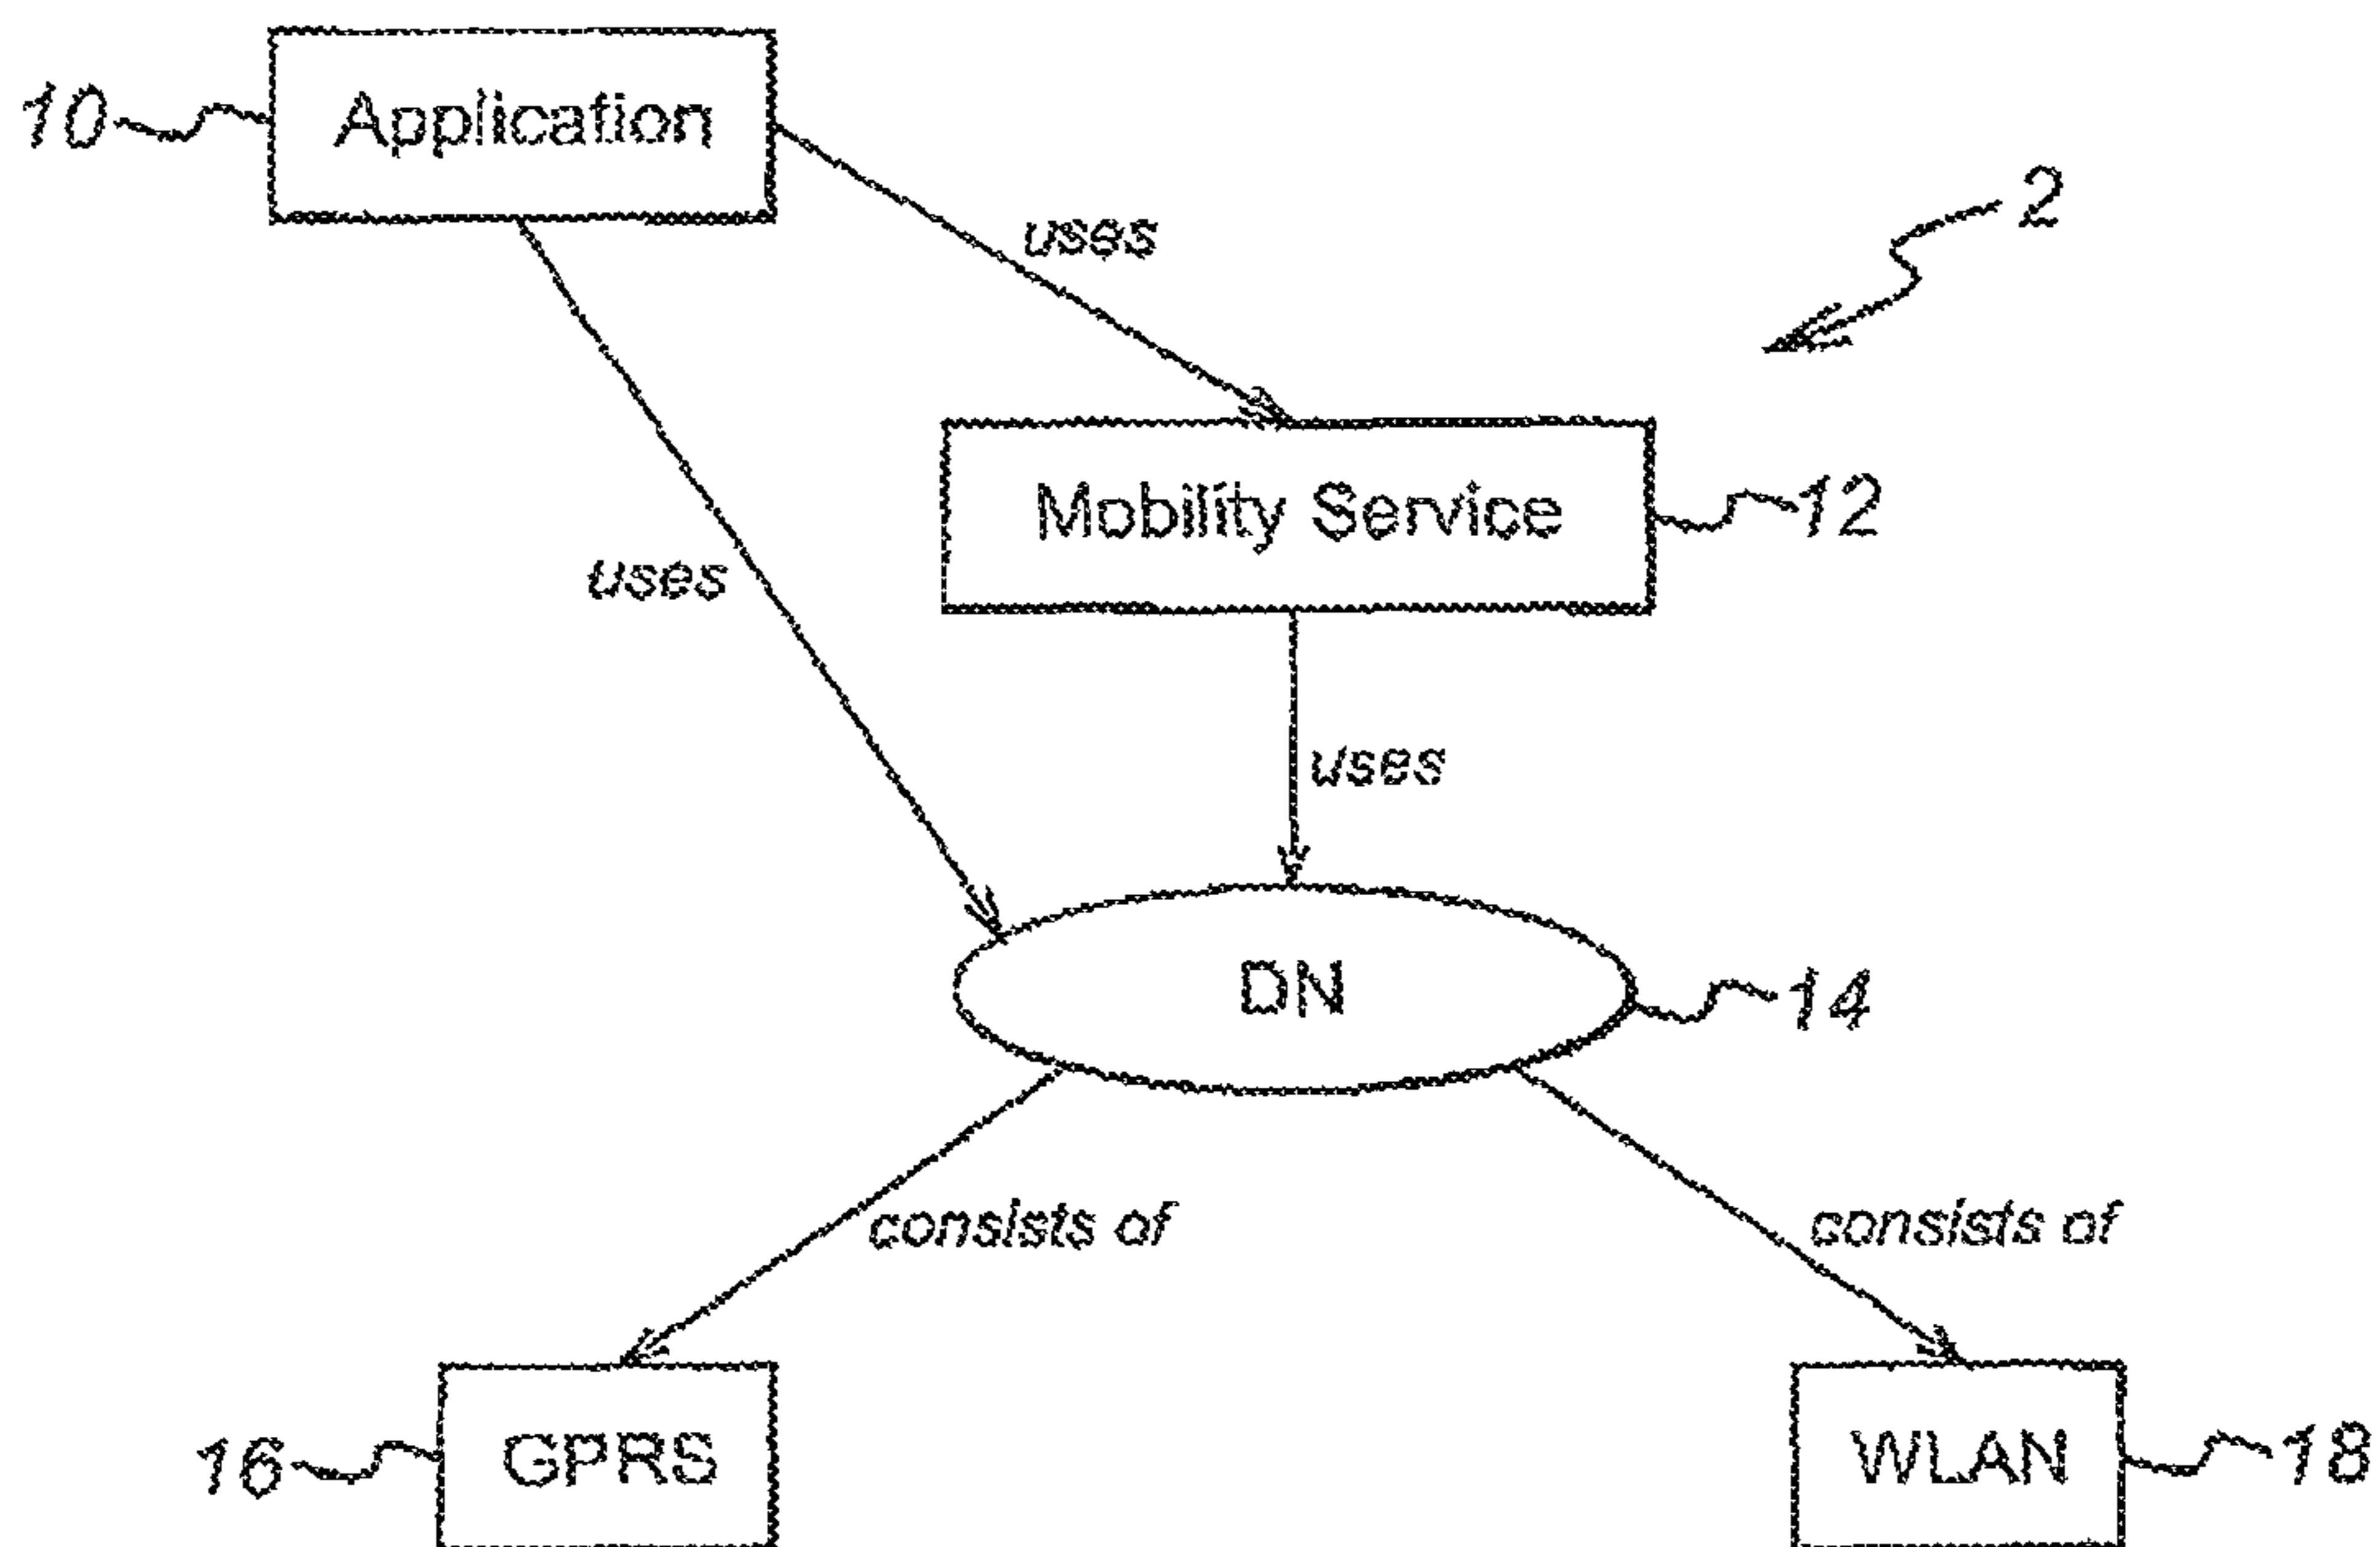 10 Application
uses
2
Mobility Service 12
uses
uses
DN 14
consists of consists of
16 GPRS WLAN 18